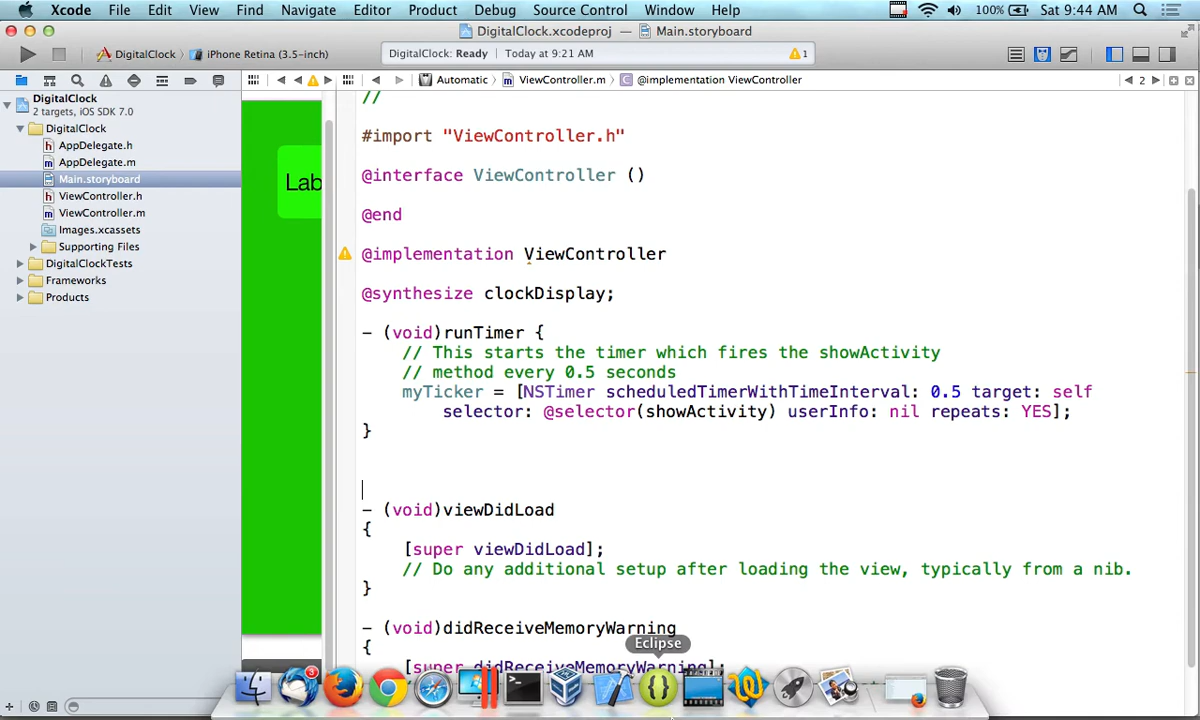 Xcode File Edit View Find Navigate Editor Product Debug Source Control Window Help 100% Sat 9:44 AM
DigitalClock.xcodeproj — Main.storyboard
DigitalClock iPhone Retina (3.5-inch) DigitalClock: Ready Today at 9:21 AM 1
Automatic ViewController.m @implementation ViewController 2
DigitalClock
2 targets, iOS SDK 7.0
DigitalClock
AppDelegate.h
AppDelegate.m
Main.storyboard
ViewController.h
ViewController.m
Images.xcassets
Supporting Files
DigitalClockTests
Frameworks
Products
Lab
//
#import "ViewController.h"
@interface ViewController ()
@end
@implementation ViewController
@synthesize clockDisplay;
- (void)runTimer {
// This starts the timer which fires the showActivity
// method every 0.5 seconds
myTicker = [NSTimer scheduledTimerWithTimeInterval: 0.5 target: self
selector: @selector(showActivity) userInfo: nil repeats: YES];
}
- (void)viewDidLoad
{
[super viewDidLoad];
// Do any additional setup after loading the view, typically from a nib.
}
- (void)didReceiveMemoryWarning
{
[super didReceiveMemoryWarning];
Eclipse
3